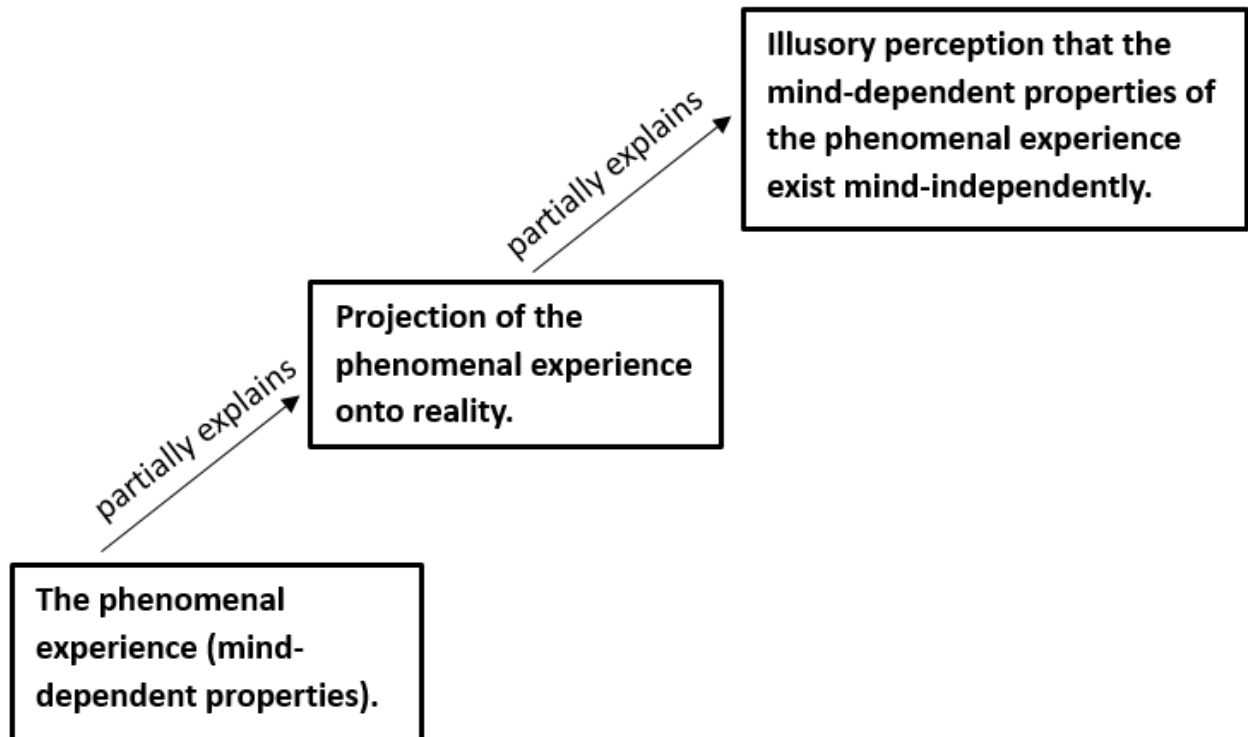 Illusory perception that the
mind-dependent properties of
the phenomenal experience
exist mind-independently.
partially explains
Projection of the
phenomenal experience
onto reality.
partially explains
The phenomenal
experience (mind-
dependent properties).